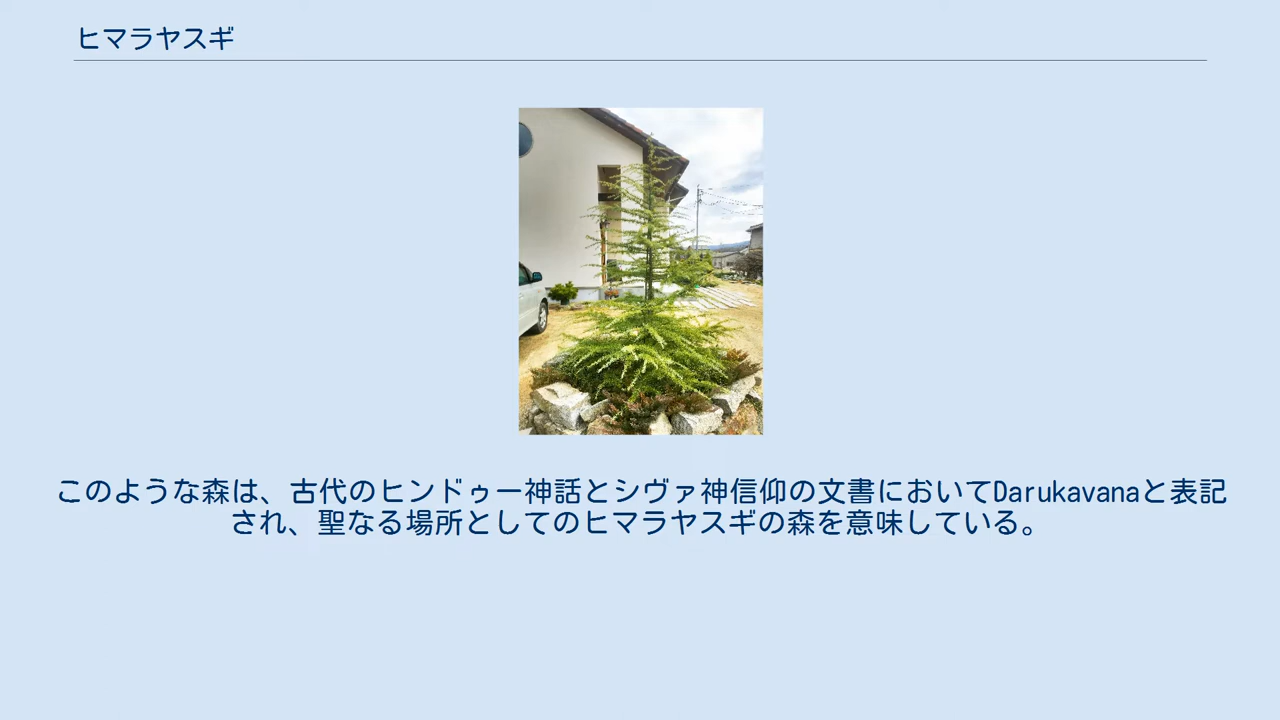 ヒマラヤスギ
このような森は、古代のヒンドゥー神話とシヴァ神信仰の文書においてDarukavanaと表記
され、聖なる場所としてのヒマラヤスギの森を意味している。